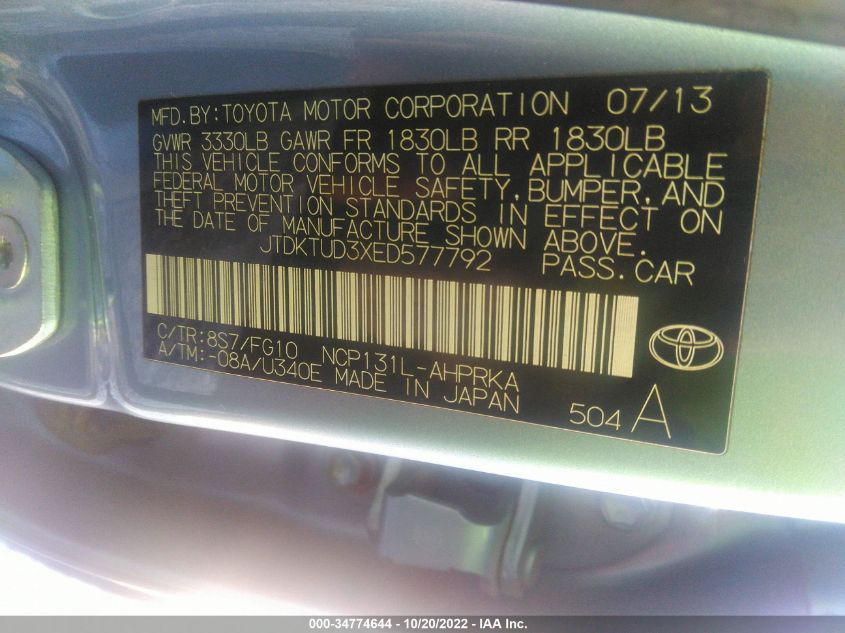 MFD. BY: TOYOTA MOTOR CORPORATION 07/13
GVWR 3330LB GAWR FR 1830LB RR 1830LB
THIS VEHICLE CONFORMS TO ALL APPLICABLE
FEDERAL MOTOR VEHICLE SAFETY, BUMPER, AND
THEFT PREVENTION STANDARDS IN EFFECT ON
THE DATE OF MANUFACTURE SHOWN ABOVE.
JTDKTUD3XED577792 PASS. CAR
C/TR: 8S7/FG10 NCP131L-AHPRKA
A/TM: -08A/U340E MADE IN JAPAN
504 A
000-34774644 | 10/20/2022 - IAA Inc.